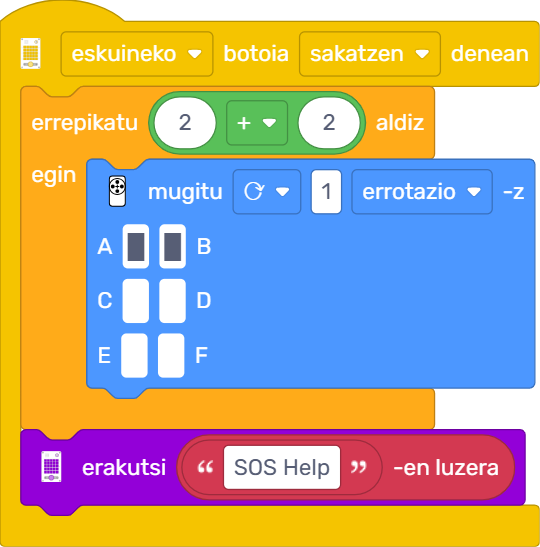 eskuineko botoia sakatzen denean
errepikatu 2 + 2 aldiz
egin
mugitu 1 errotazio -z
A B
C D
E F
erakutsi “ SOS Help ” -en luzera